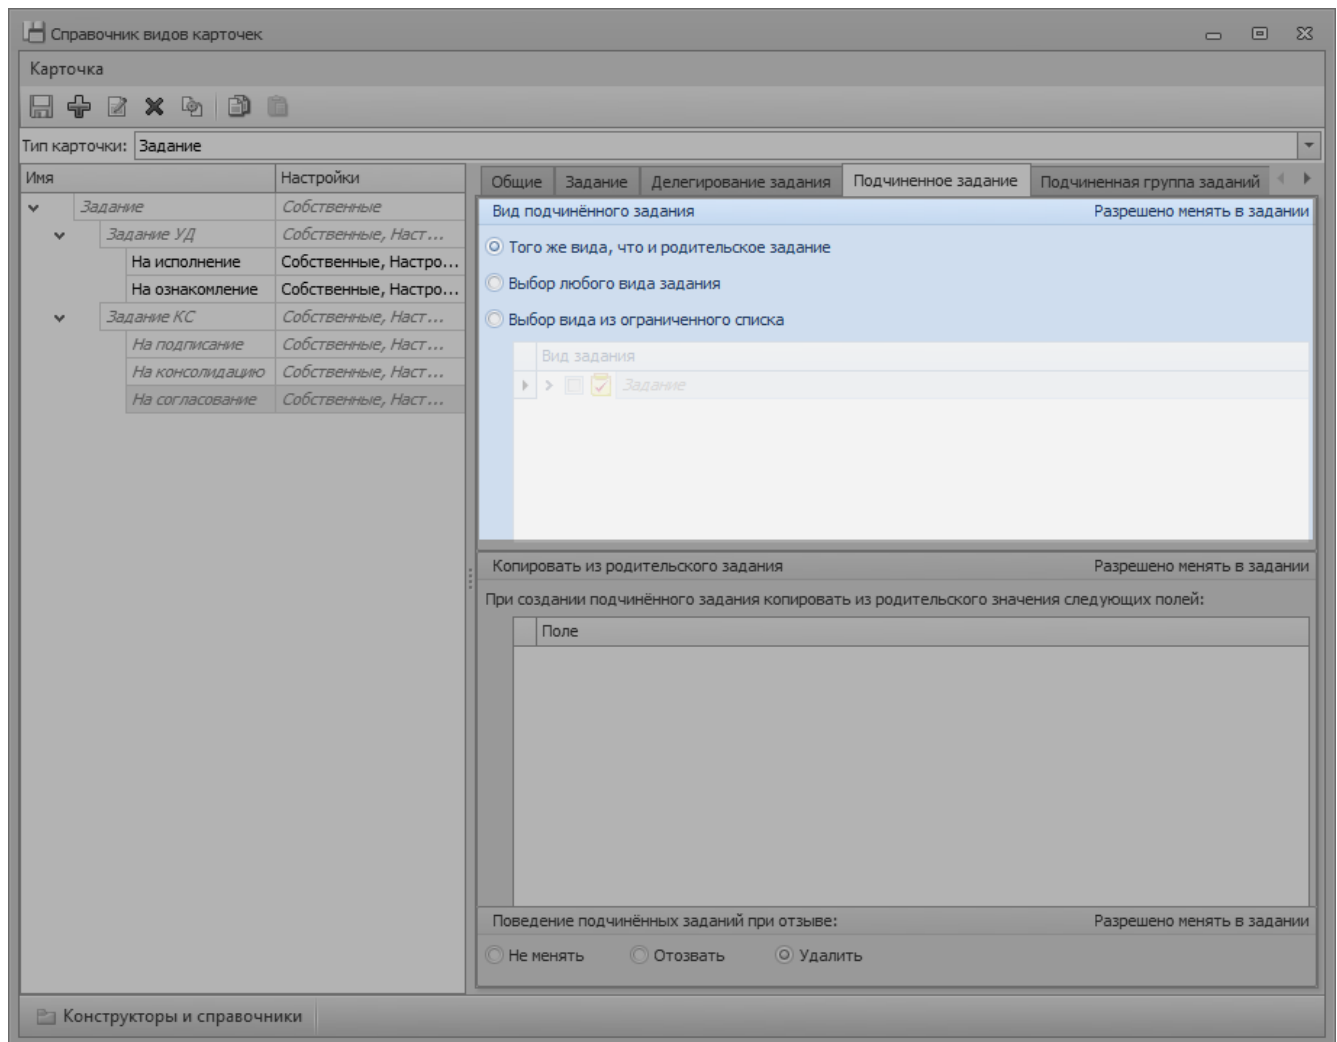 Справочник видов карточек
Карточка
Тип карточки: Задание
Имя Настройки
Задание Собственные
Задание УД Собственные, Наст...
На исполнение Собственные, Настро...
На ознакомление Собственные, Настро...
Задание КС Собственные, Наст...
На подписание Собственные, Наст...
На консолидацию Собственные, Наст...
На согласование Собственные, Наст...
Общие Задание Делегирование задания Подчиненное задание Подчиненная группа заданий
Вид подчинённого задания Разрешено менять в задании
Того же вида, что и родительское задание
Выбор любого вида задания
Выбор вида из ограниченного списка
Вид задания
Задание
Копировать из родительского задания Разрешено менять в задании
При создании подчинённого задания копировать из родительского значения следующих полей:
Поле
Поведение подчинённых заданий при отзыве: Разрешено менять в задании
Не менять Отозвать Удалить
Конструкторы и справочники